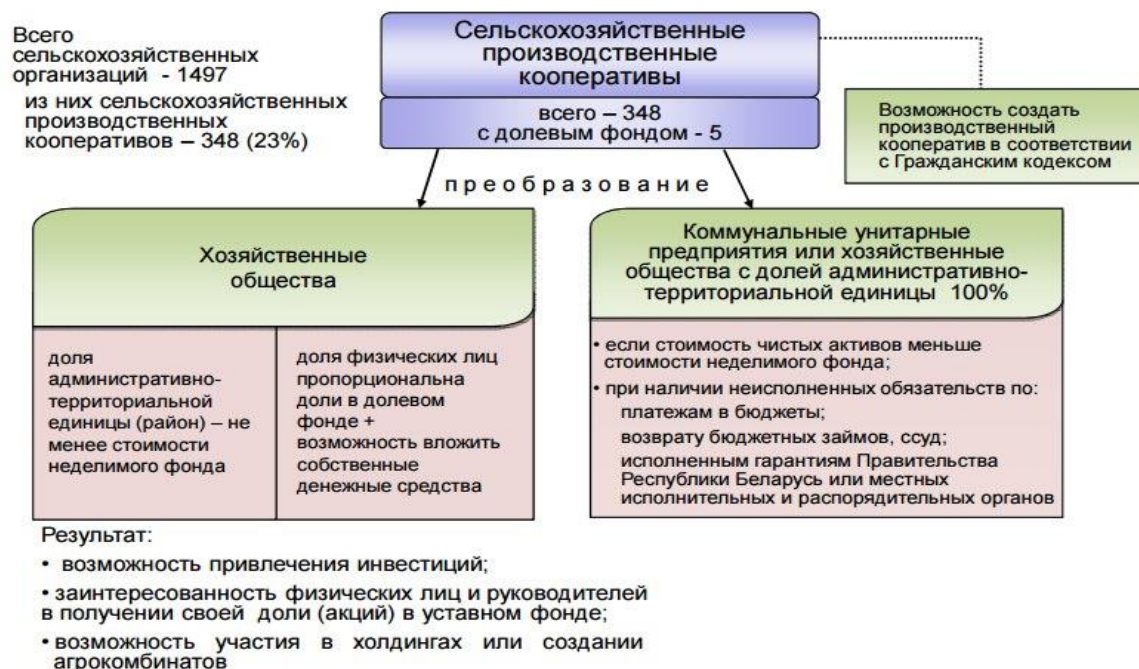 Всего
сельскохозяйственных
организаций - 1497
из них сельскохозяйственных
производственных
кооперативов – 348 (23%)
Сельскохозяйственные
производственные
кооперативы
всего – 348
с долевым фондом - 5
Возможность создать
производственный
кооператив в соответствии
с Гражданским кодексом
преобразование
Хозяйственные
общества
доля
административно-
территориальной
единицы (район) – не
менее стоимости
неделимого фонда
доля физических лиц
пропорциональна
доли в долевом
фонде +
возможность вложить
собственные
денежные средства
Коммунальные унитарные
предприятия или хозяйственные
общества с долей административно-
территориальной единицы 100%
• если стоимость чистых активов меньше
стоимости неделимого фонда;
• при наличии неисполненных обязательств по:
платежам в бюджеты;
возврату бюджетных займов, ссуд;
исполненным гарантиям Правительства
Республики Беларусь или местных
исполнительных и распорядительных органов
Результат:
• возможность привлечения инвестиций;
• заинтересованность физических лиц и руководителей
в получении своей доли (акций) в уставном фонде;
• возможность участия в холдингах или создании
агрокомбинатов